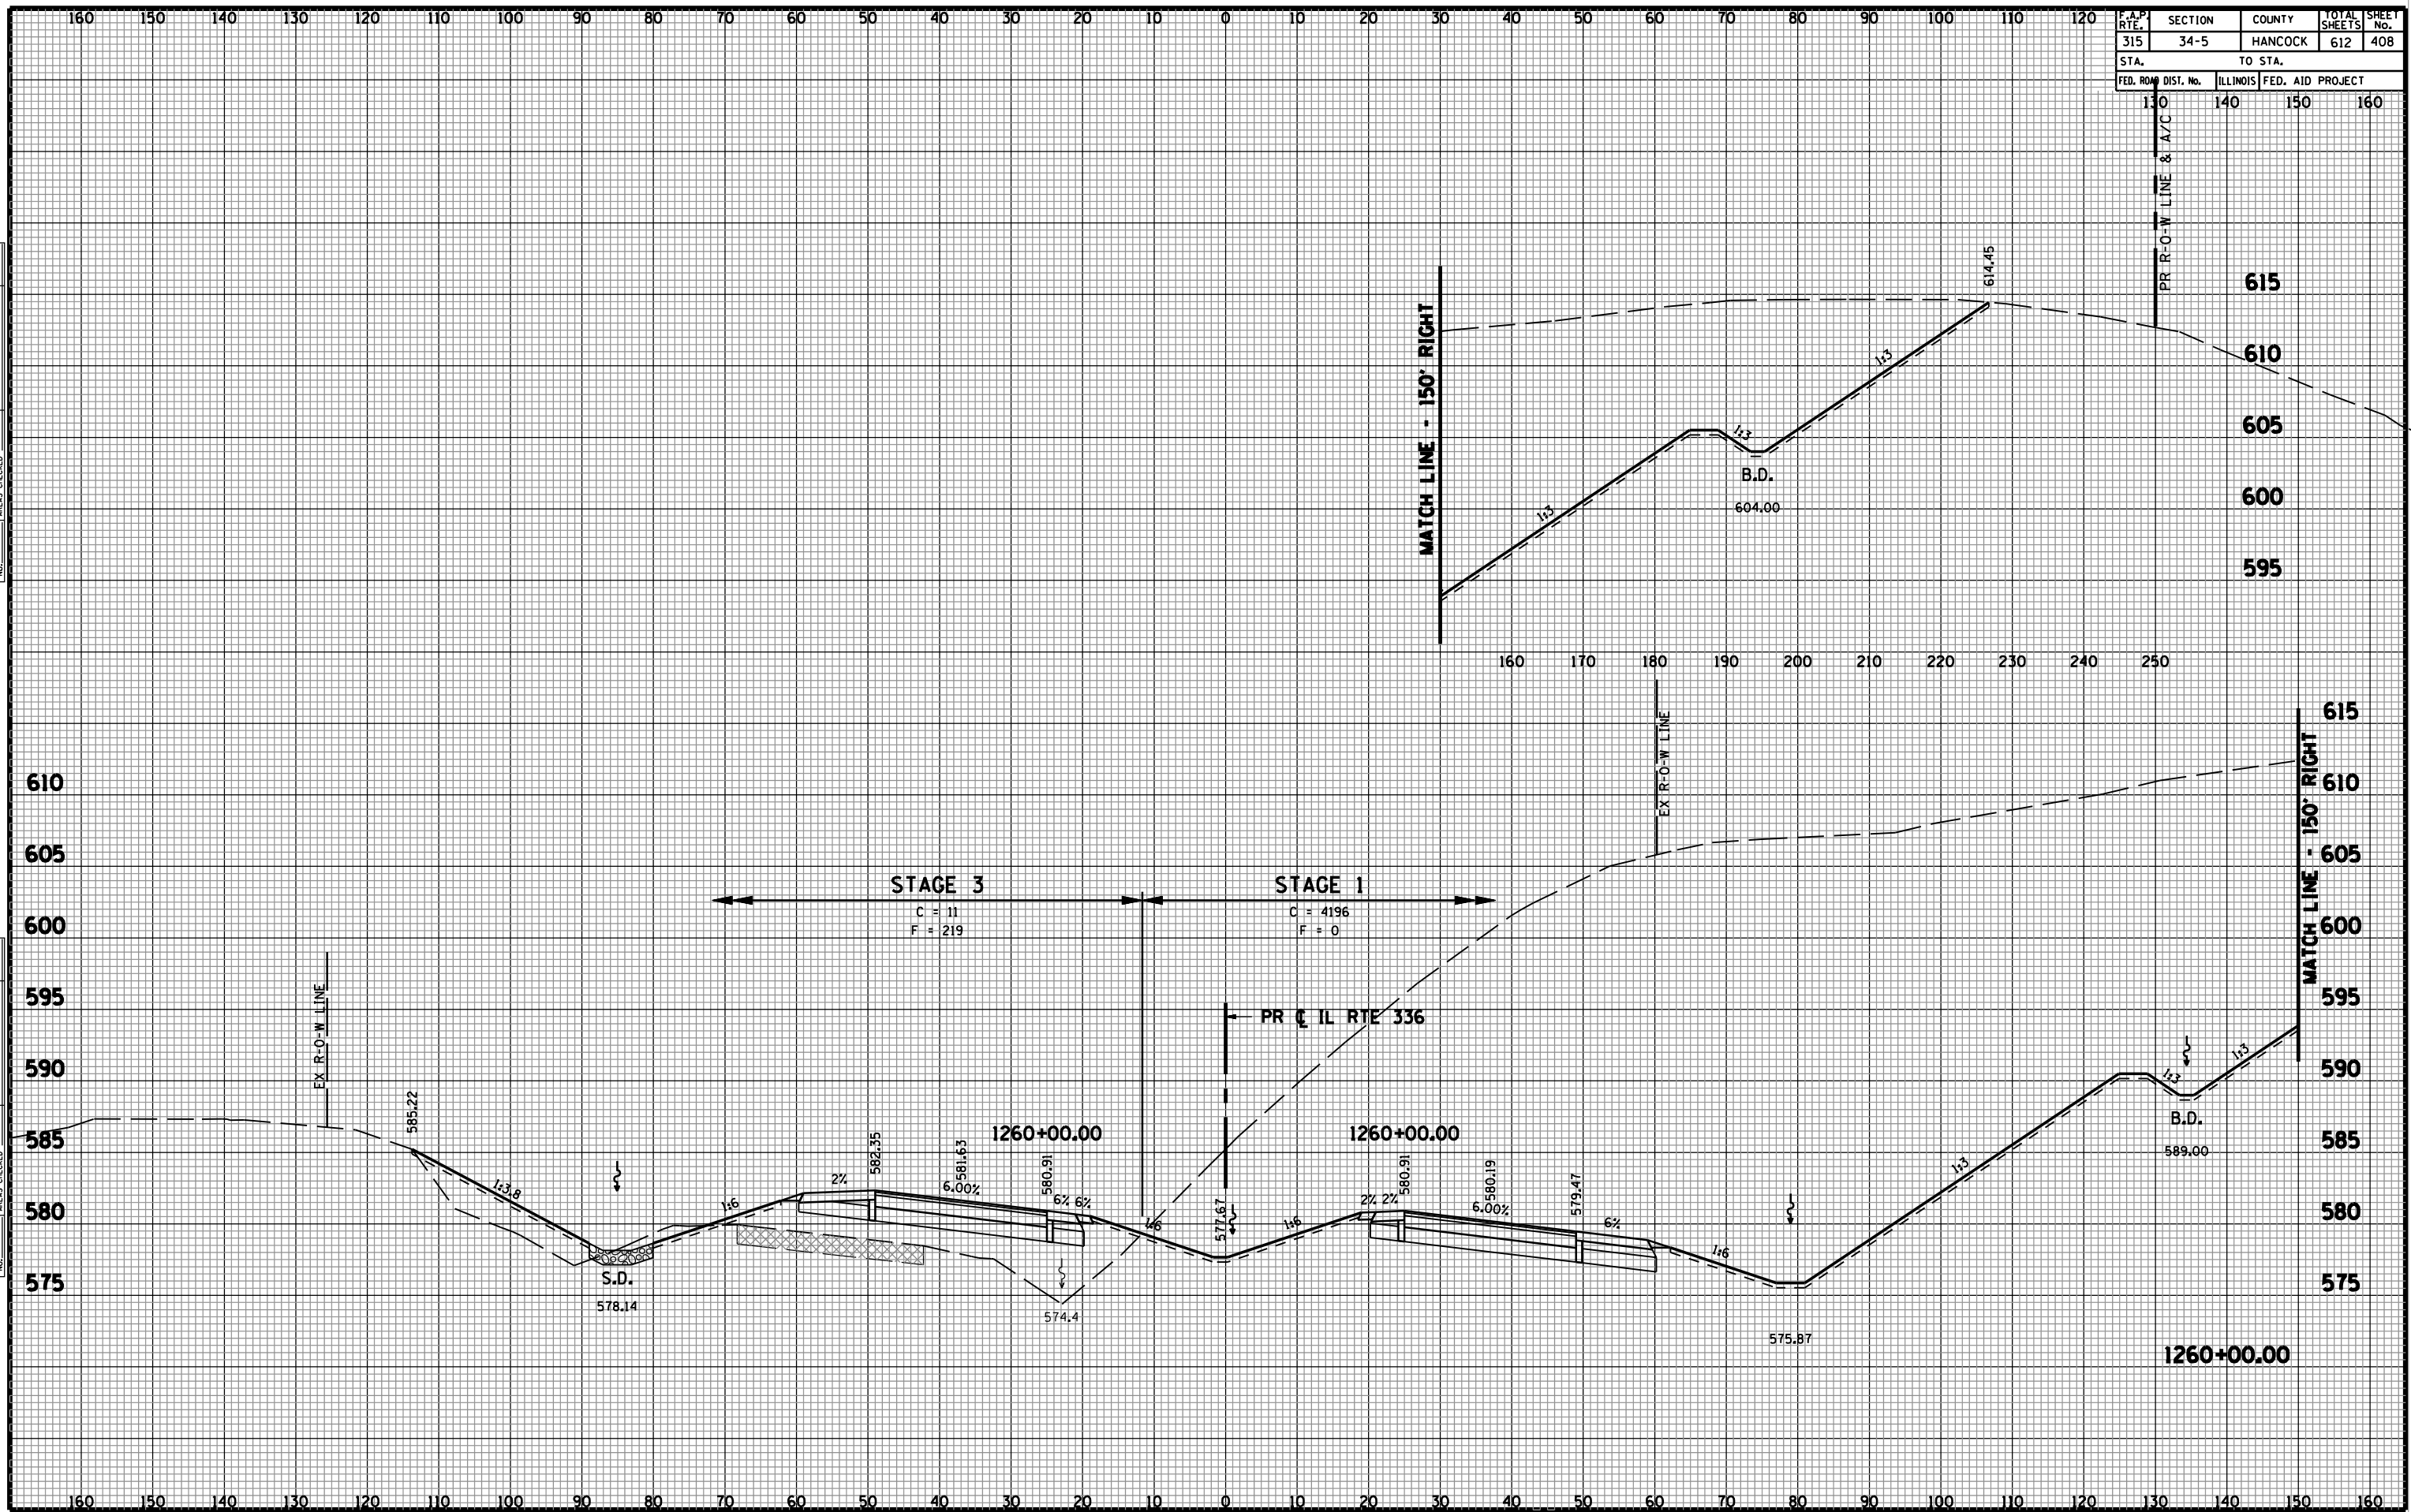 160 150 140 130 120 110 100 90 80 70 60 50 40 30 20 10 0 10 20 30 40 50 60 70 80 90 100 110 120
F.A.P. RTE. SECTION COUNTY TOTAL SHEETS SHEET No.
315 34-5 HANCOCK 612 408
STA. TO STA.
FED. ROAD DIST. No. ILLINOIS FED. AID PROJECT
130 140 150 160
PR R-O-W LINE & A/C
614.45
615
610
605
600
595
MATCH LINE - 150' RIGHT
1:3
1:3
1:3
B.D.
604.00
160 170 180 190 200 210 220 230 240 250
EX R-O-W LINE
615
610
605
600
595
590
585
580
575
MATCH LINE - 150' RIGHT
610
605
600
595
590
585
580
575
STAGE 3
C = 11
F = 219
STAGE 1
C = 4196
F = 0
EX R-O-W LINE
PR ℄ IL RTE 336
585.22
1:3.8
S.D.
578.14
1:6
2%
582.35
6.00%
581.63
1260+00.00
580.91
6% 6%
1:6
574.4
577.67
1:6
1260+00.00
2% 2%
580.91
6.00%
580.19
579.47
6%
1:6
575.87
1:3
1:3
B.D.
589.00
1:3
1260+00.00
160 150 140 130 120 110 100 90 80 70 60 50 40 30 20 10 0 10 20 30 40 50 60 70 80 90 100 110 120 130 140 150 160